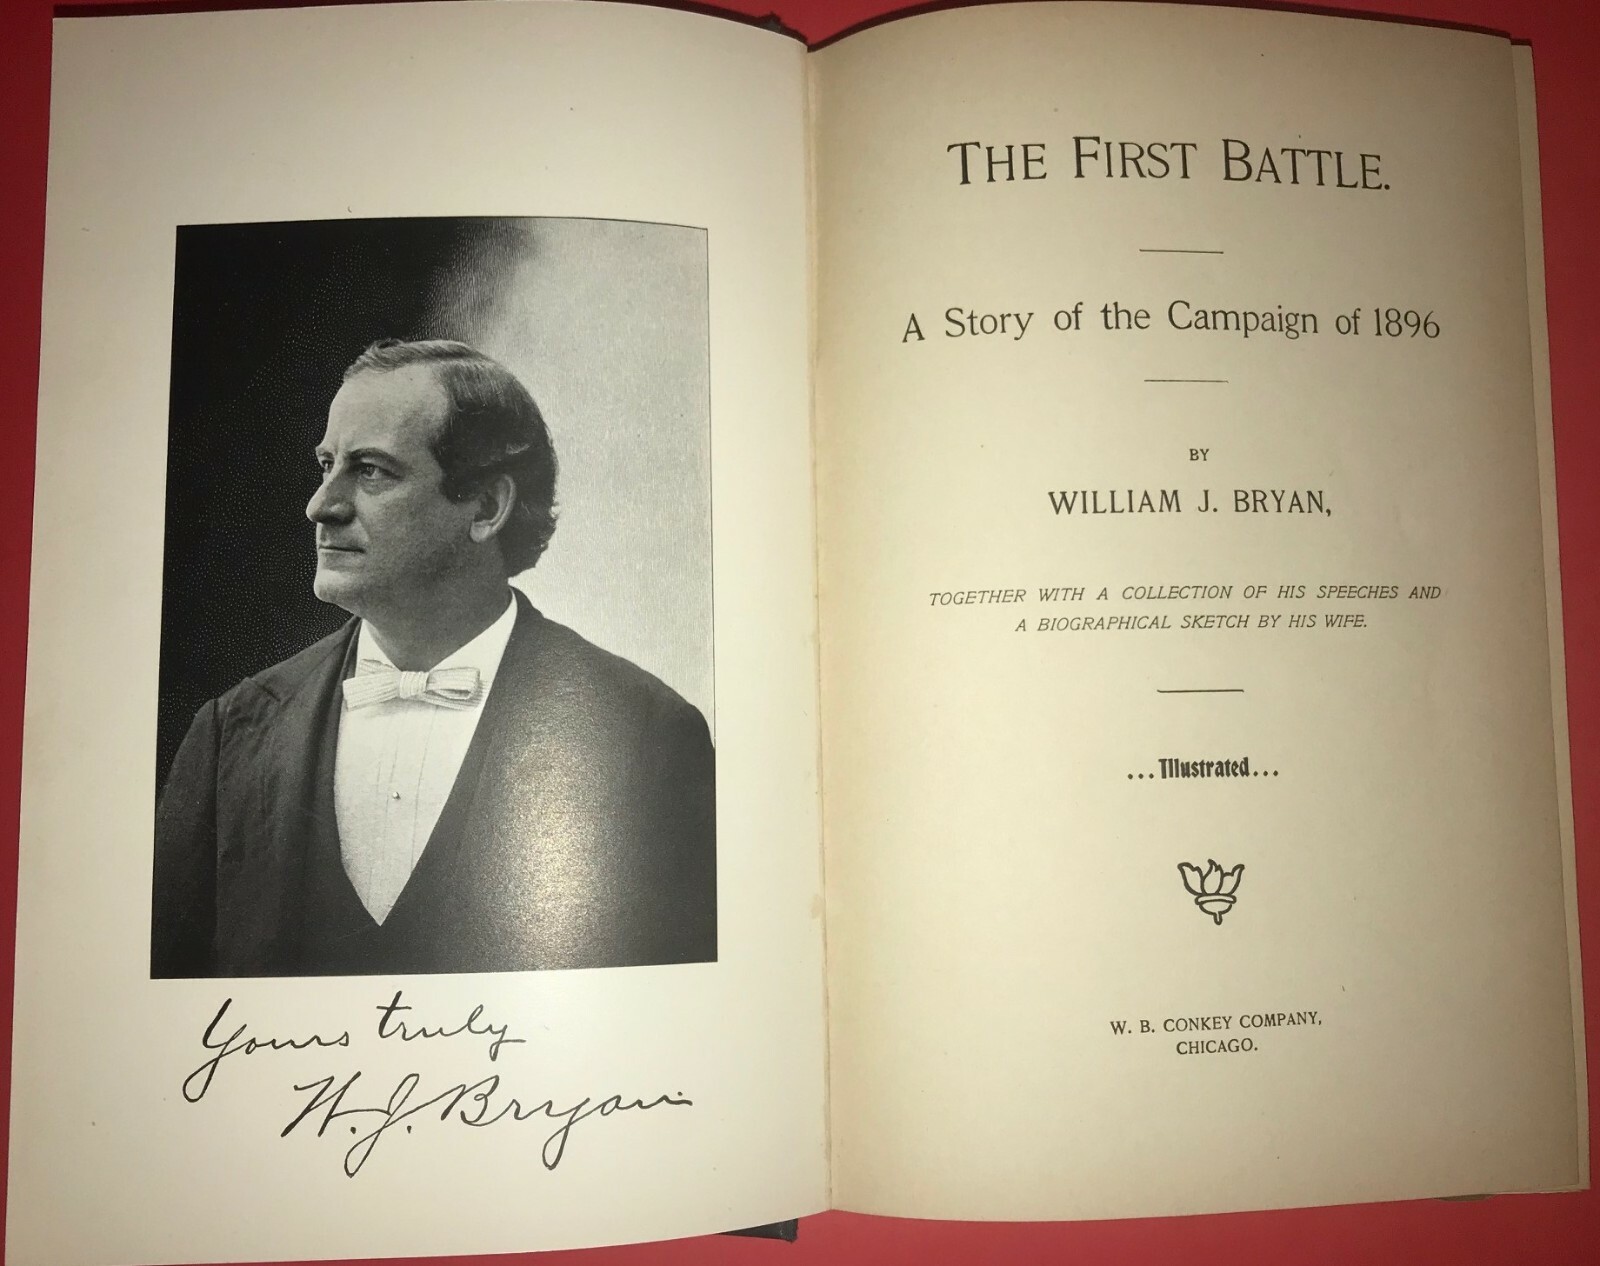 Yours truly
W. J. Bryan
THE FIRST BATTLE.
A Story of the Campaign of 1896
BY
WILLIAM J. BRYAN,
TOGETHER WITH A COLLECTION OF HIS SPEECHES AND
A BIOGRAPHICAL SKETCH BY HIS WIFE.
...Illustrated...
W. B. CONKEY COMPANY,
CHICAGO.